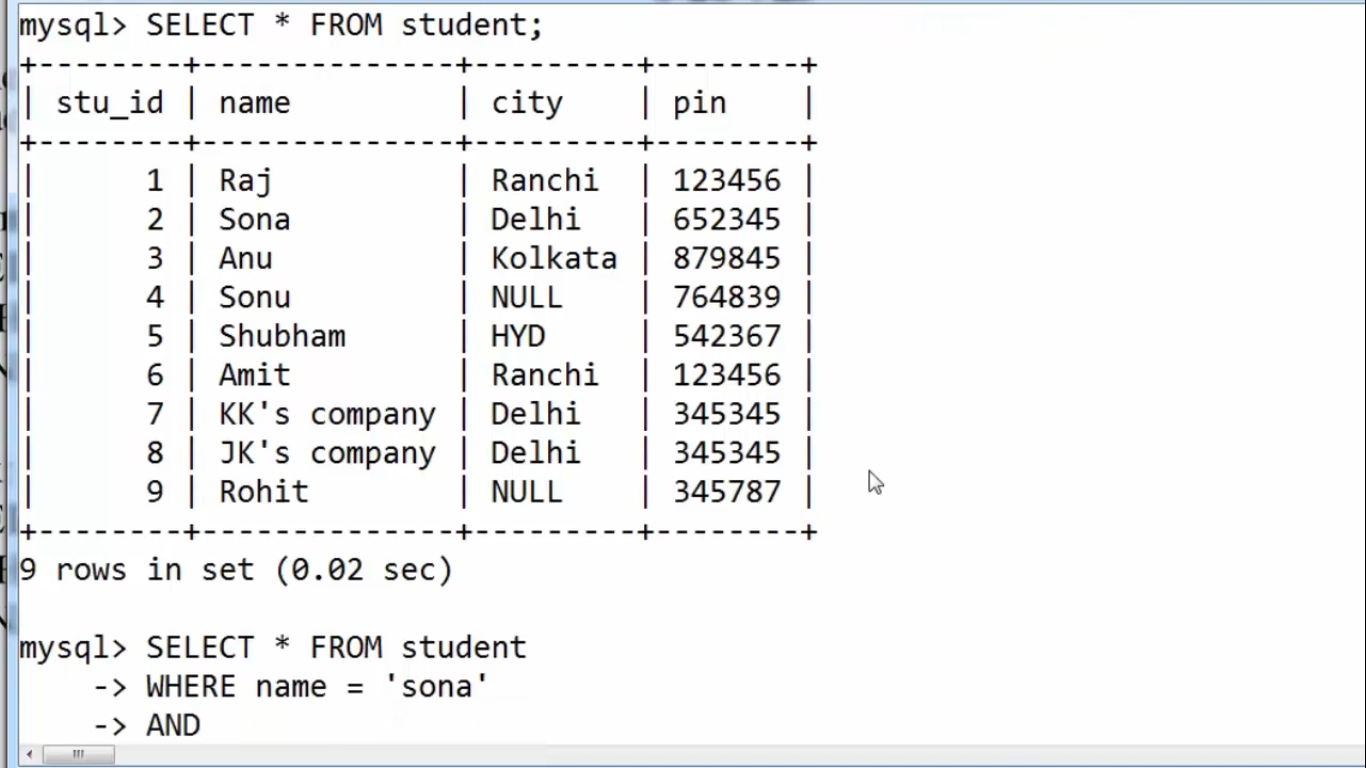 mysql> SELECT * FROM student;
+--------+--------------+---------+--------+
| stu_id | name         | city    | pin    |
+--------+--------------+---------+--------+
|      1 | Raj          | Ranchi  | 123456 |
|      2 | Sona         | Delhi   | 652345 |
|      3 | Anu          | Kolkata | 879845 |
|      4 | Sonu         | NULL    | 764839 |
|      5 | Shubham      | HYD     | 542367 |
|      6 | Amit         | Ranchi  | 123456 |
|      7 | KK's company | Delhi   | 345345 |
|      8 | JK's company | Delhi   | 345345 |
|      9 | Rohit        | NULL    | 345787 |
+--------+--------------+---------+--------+
9 rows in set (0.02 sec)
mysql> SELECT * FROM student
    -> WHERE name = 'sona'
    -> AND